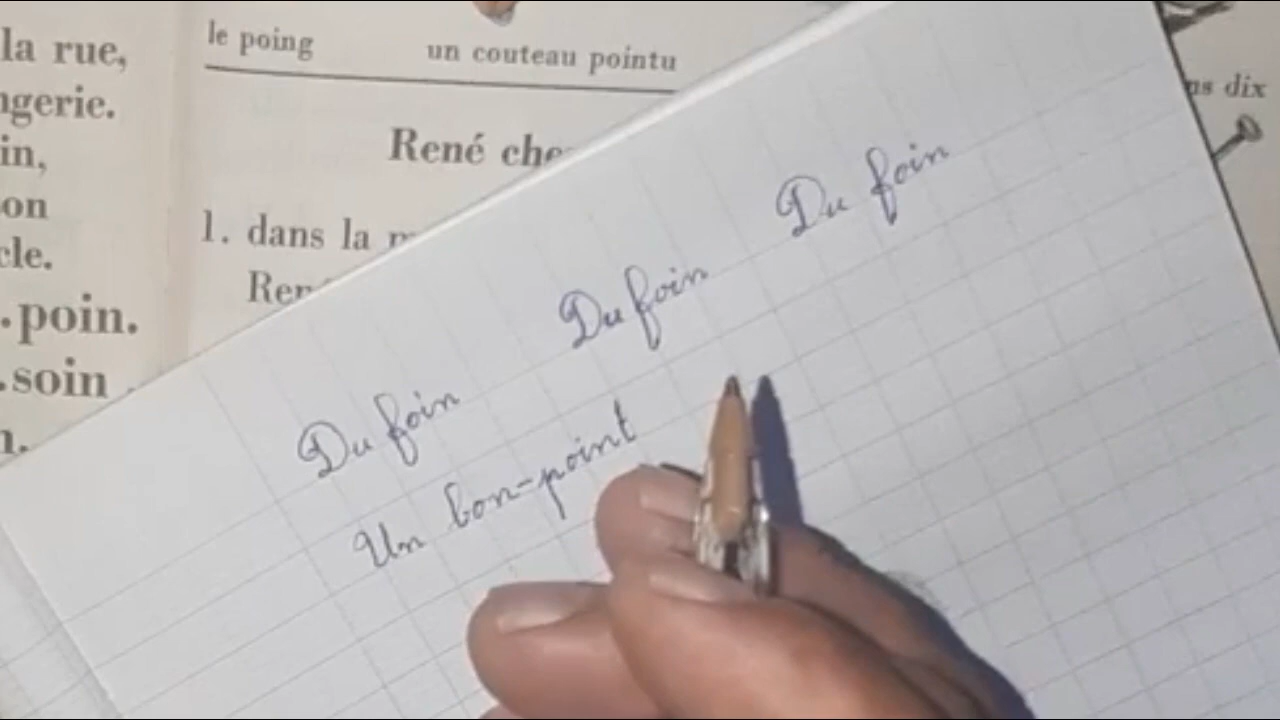 la rue,
ngerie.
in,
on
cle.
.poin.
.soin
n.
le poing
un couteau pointu
René che
1. dans la
Ren
ns dix
Du foin Du foin Du foin
Un bon-point